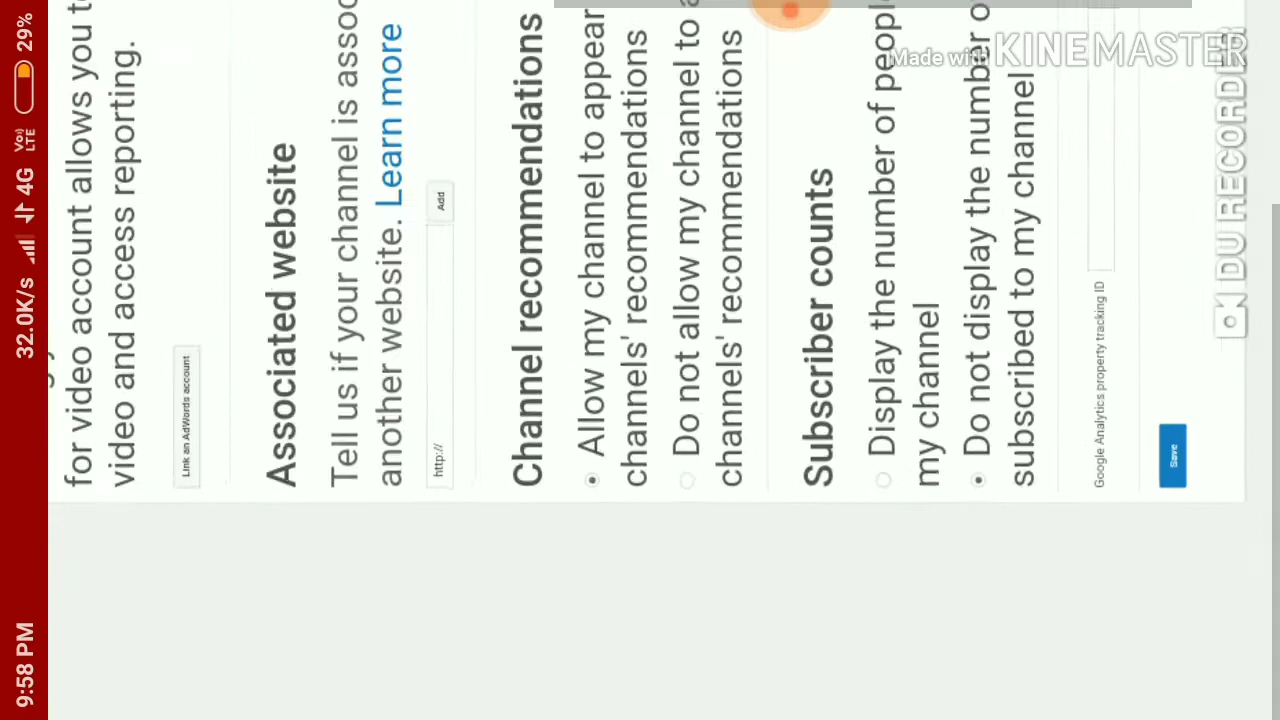 9:58 PM
32.0K/s
4G
VoLTE
29%
for video account allows you
video and access reporting.
Link an AdWords account
Associated website
Tell us if your channel is
another website. Learn more
http://
Add
Channel recommendations
Allow my channel to appear
channels' recommendations
Do not allow my channel to
channels' recommendations
Subscriber counts
Display the number of
my channel
Do not display the number
subscribed to my channel
Google Analytics property tracking ID
Save
Made with KINEMASTER
DU RECORDER